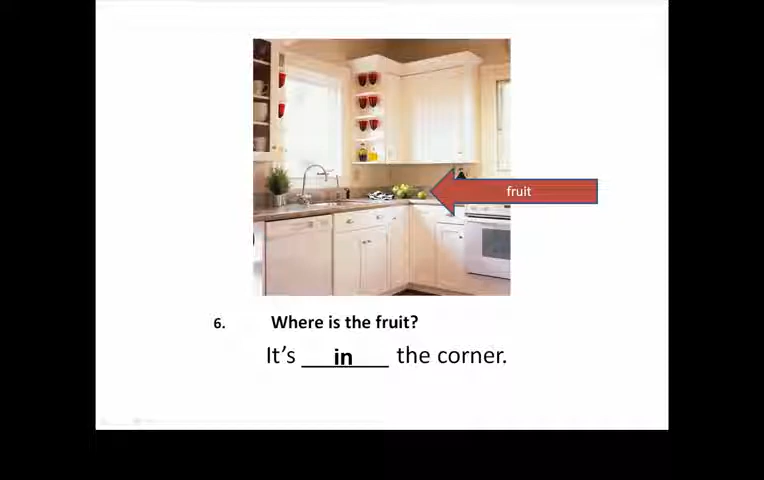 fruit
6. Where is the fruit?
It's in the corner.